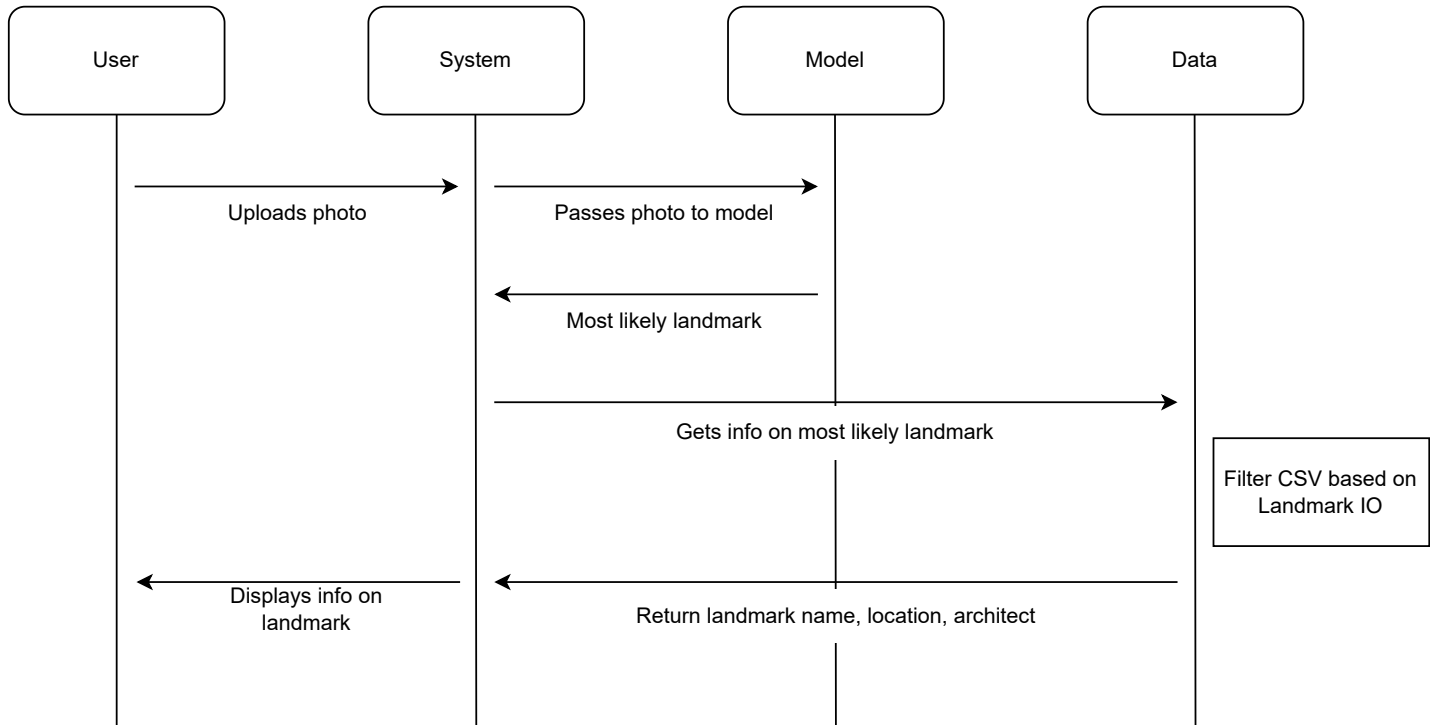 User
System
Model
Data
Uploads photo
Passes photo to model
Most likely landmark
Gets info on most likely landmark
Filter CSV based on
Landmark IO
Displays info on
landmark
Return landmark name, location, architect